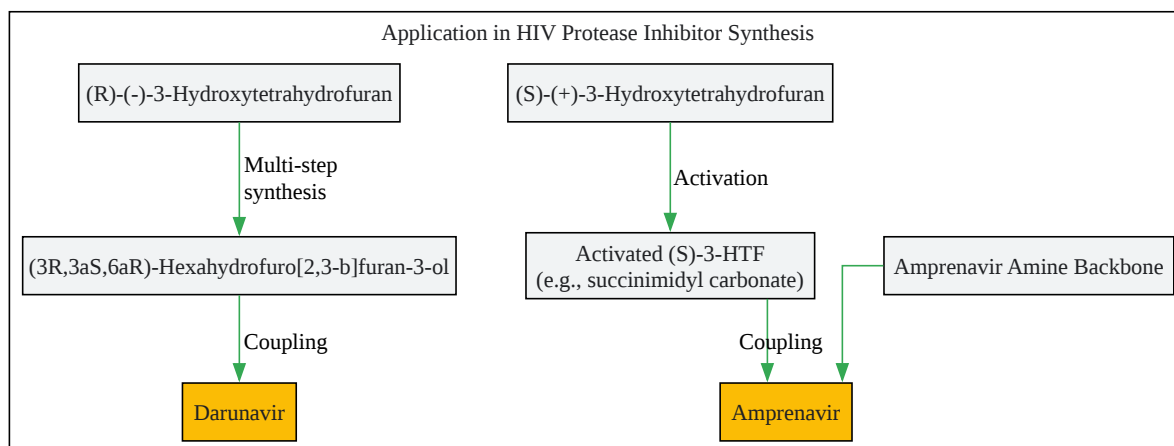 Application in HIV Protease Inhibitor Synthesis
(R)-(-)-3-Hydroxytetrahydrofuran
(S)-(+)-3-Hydroxytetrahydrofuran
Multi-step
synthesis
Activation
(3R,3aS,6aR)-Hexahydrofuro[2,3-b]furan-3-ol
Activated (S)-3-HTF
(e.g., succinimidyl carbonate)
Amprenavir Amine Backbone
Coupling
Coupling
Darunavir
Amprenavir